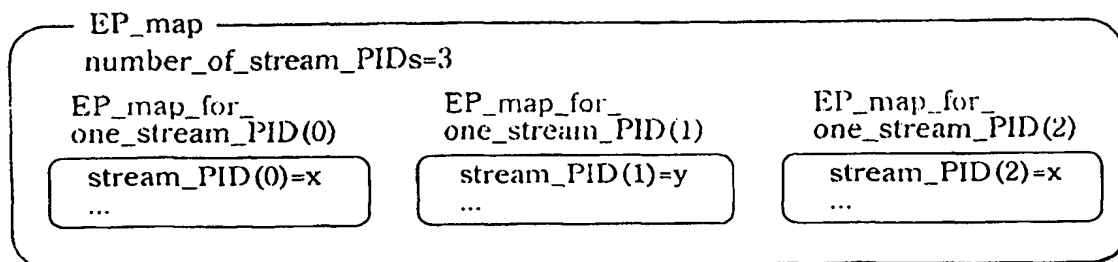 EP_map
number_of_stream_PIDs=3
EP_map_for_
one_stream_PID(0)
EP_map_for_
one_stream_PID(1)
EP_map_for_
one_stream_PID(2)
stream_PID(0)=x
...
stream_PID(1)=y
...
stream_PID(2)=x
...